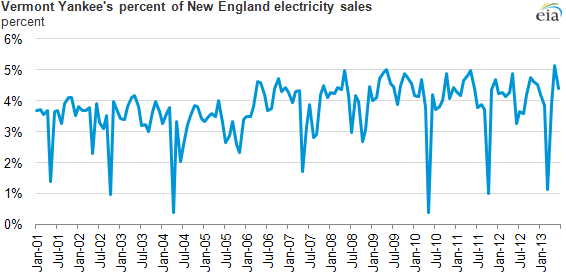 Vermont Yankee's percent of New England electricity sales
percent
eia
6%
5%
4%
3%
2%
1%
0%
Jan-01
Jul-01
Jan-02
Jul-02
Jan-03
Jul-03
Jan-04
Jul-04
Jan-05
Jul-05
Jan-06
Jul-06
Jan-07
Jul-07
Jan-08
Jul-08
Jan-09
Jul-09
Jan-10
Jul-10
Jan-11
Jul-11
Jan-12
Jul-12
Jan-13